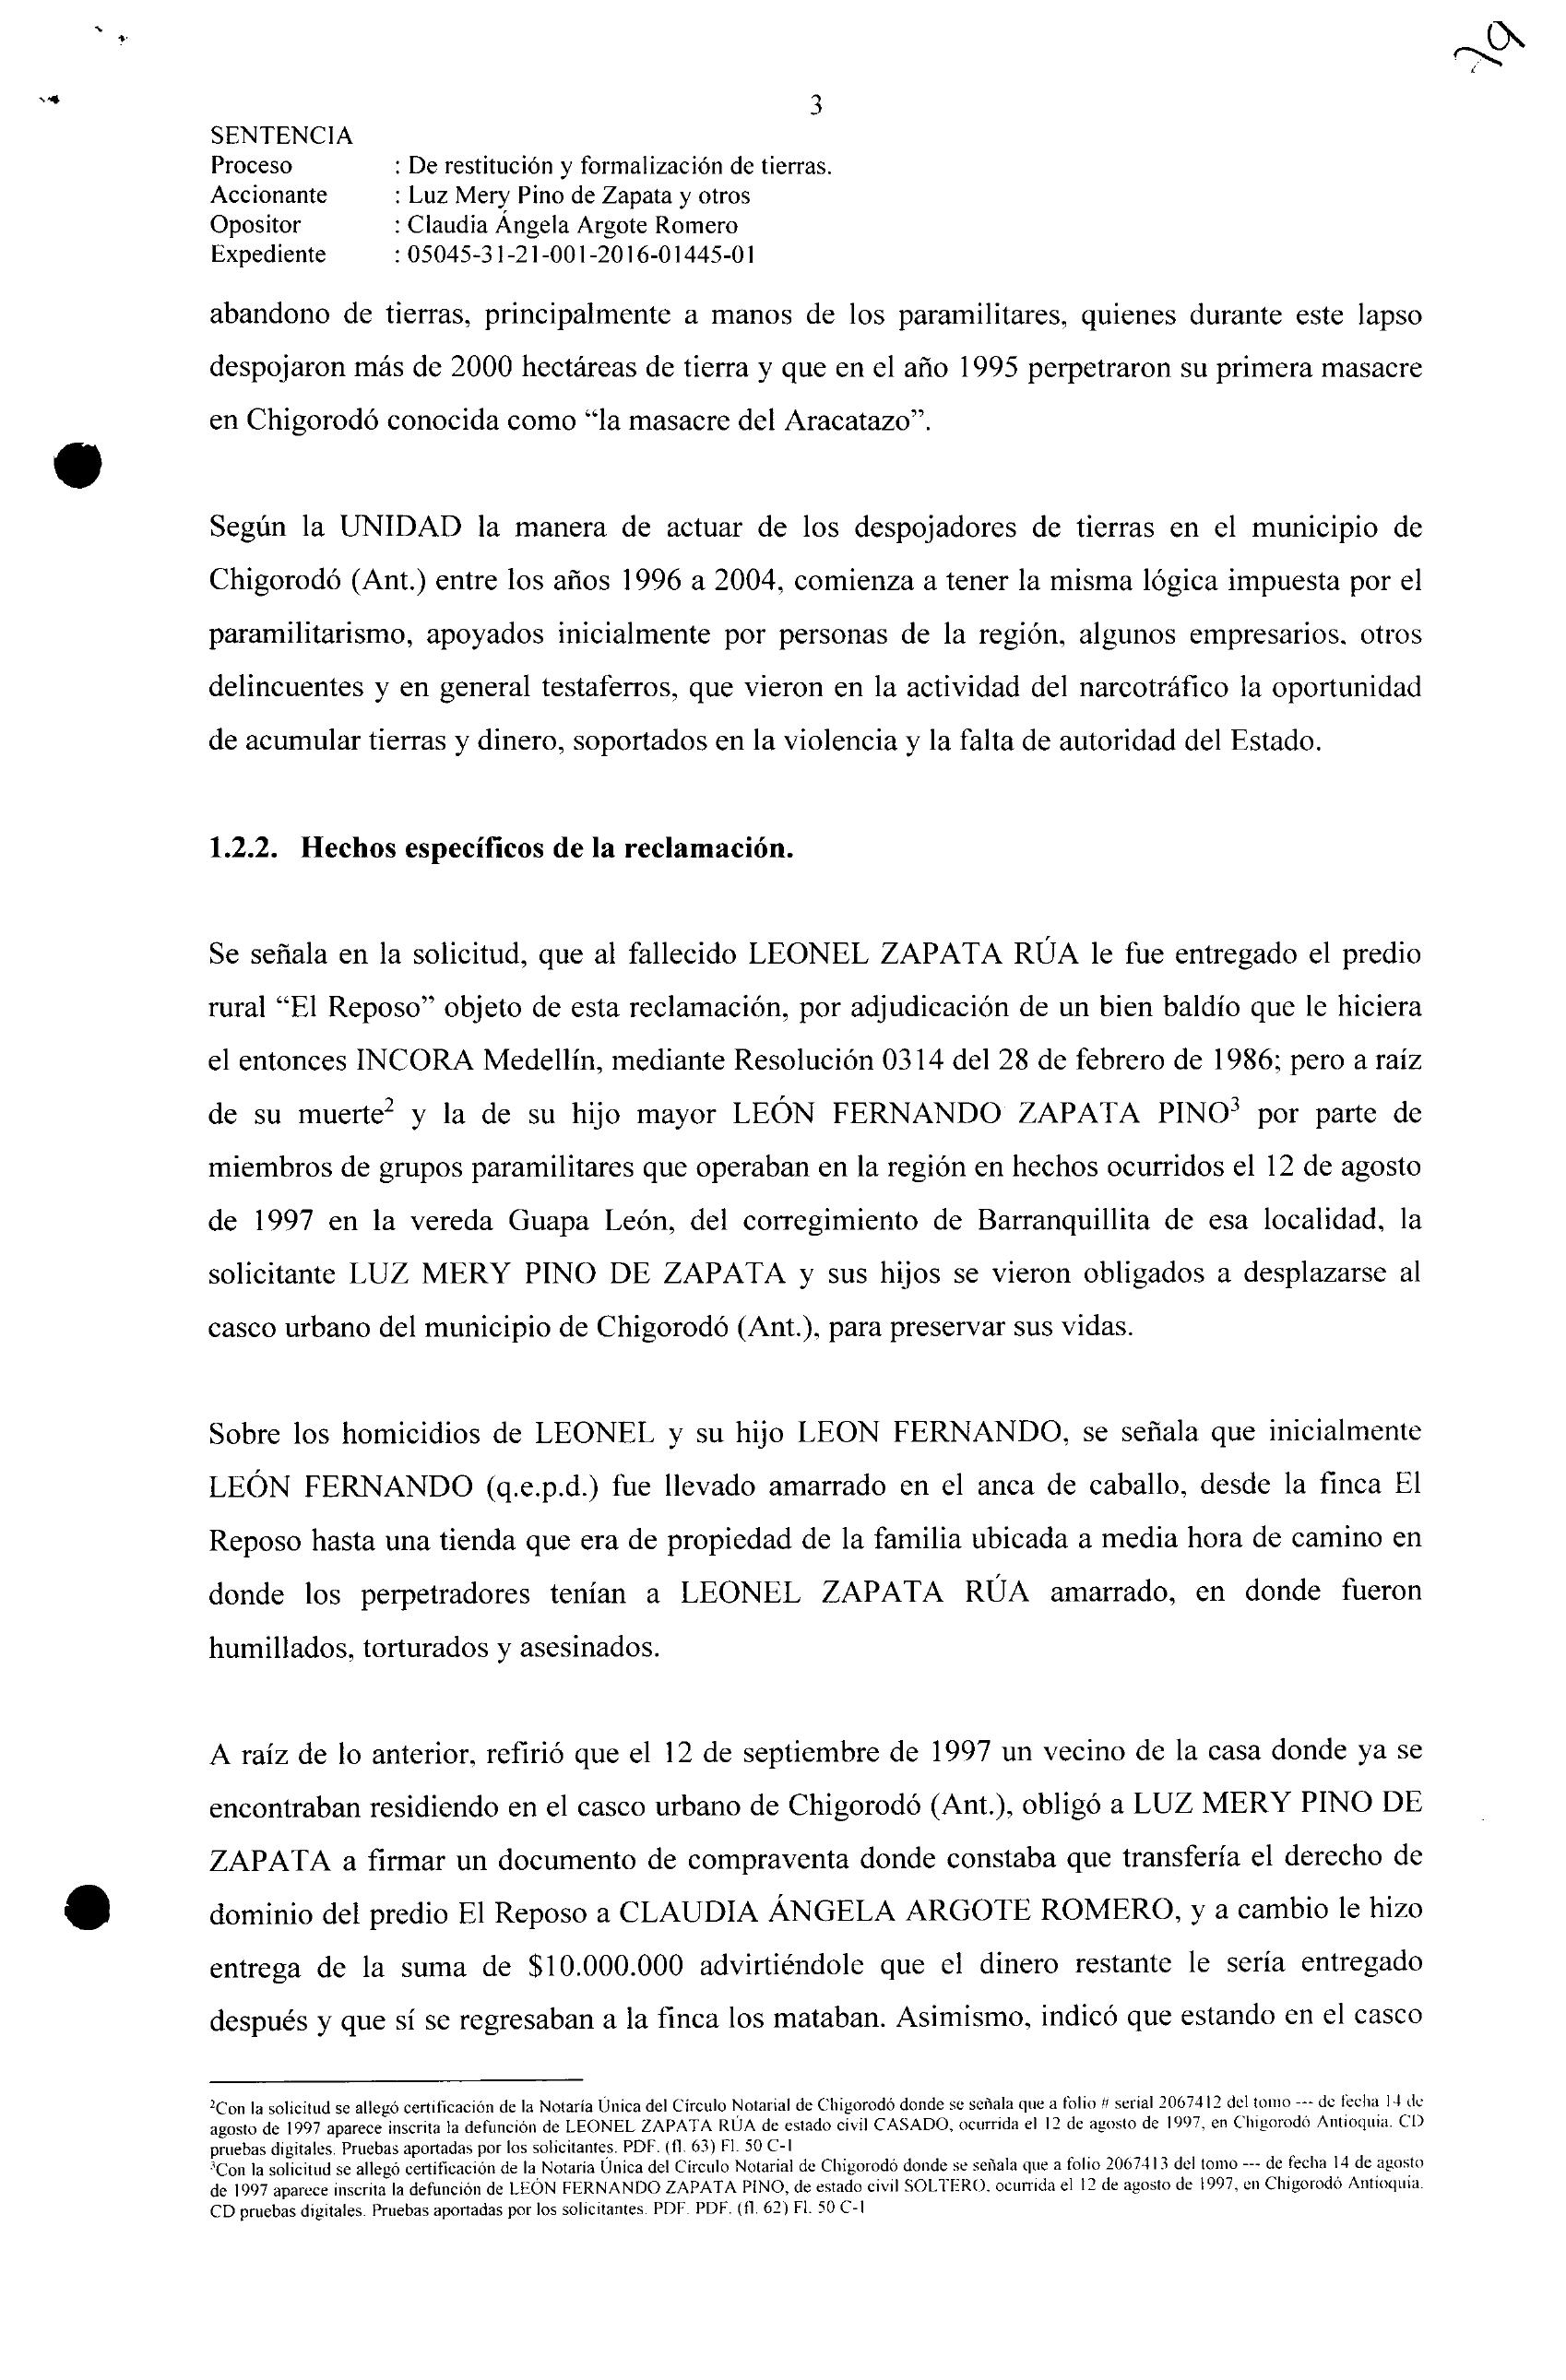 3
SENTENCIA
Proceso : De restitución y formalización de tierras.
Accionante : Luz Mery Pino de Zapata y otros
Opositor : Claudia Ángela Argote Romero
Expediente : 05045-31-21-001-2016-01445-01
abandono de tierras, principalmente a manos de los paramilitares, quienes durante este lapso
despojaron más de 2000 hectáreas de tierra y que en el año 1995 perpetraron su primera masacre
en Chigorodó conocida como “la masacre del Aracatazo”.
Según la UNIDAD la manera de actuar de los despojadores de tierras en el municipio de
Chigorodó (Ant.) entre los años 1996 a 2004, comienza a tener la misma lógica impuesta por el
paramilitarismo, apoyados inicialmente por personas de la región, algunos empresarios, otros
delincuentes y en general testaferros, que vieron en la actividad del narcotráfico la oportunidad
de acumular tierras y dinero, soportados en la violencia y la falta de autoridad del Estado.
1.2.2. Hechos específicos de la reclamación.
Se señala en la solicitud, que al fallecido LEONEL ZAPATA RÚA le fue entregado el predio
rural “El Reposo” objeto de esta reclamación, por adjudicación de un bien baldío que le hiciera
el entonces INCORA Medellín, mediante Resolución 0314 del 28 de febrero de 1986; pero a raíz
de su muerte² y la de su hijo mayor LEÓN FERNANDO ZAPATA PINO³ por parte de
miembros de grupos paramilitares que operaban en la región en hechos ocurridos el 12 de agosto
de 1997 en la vereda Guapa León, del corregimiento de Barranquillita de esa localidad, la
solicitante LUZ MERY PINO DE ZAPATA y sus hijos se vieron obligados a desplazarse al
casco urbano del municipio de Chigorodó (Ant.), para preservar sus vidas.
Sobre los homicidios de LEONEL y su hijo LEON FERNANDO, se señala que inicialmente
LEÓN FERNANDO (q.e.p.d.) fue llevado amarrado en el anca de caballo, desde la finca El
Reposo hasta una tienda que era de propiedad de la familia ubicada a media hora de camino en
donde los perpetradores tenían a LEONEL ZAPATA RÚA amarrado, en donde fueron
humillados, torturados y asesinados.
A raíz de lo anterior, refirió que el 12 de septiembre de 1997 un vecino de la casa donde ya se
encontraban residiendo en el casco urbano de Chigorodó (Ant.), obligó a LUZ MERY PINO DE
ZAPATA a firmar un documento de compraventa donde constaba que transfería el derecho de
dominio del predio El Reposo a CLAUDIA ÁNGELA ARGOTE ROMERO, y a cambio le hizo
entrega de la suma de $10.000.000 advirtiéndole que el dinero restante le sería entregado
después y que sí se regresaban a la finca los mataban. Asimismo, indicó que estando en el casco
²Con la solicitud se allegó certificación de la Notaría Única del Círculo Notarial de Chigorodó donde se señala que a folio # serial 2067412 del tomo --- de fecha 14 de
agosto de 1997 aparece inscrita la defunción de LEONEL ZAPATA RÚA de estado civil CASADO, ocurrida el 12 de agosto de 1997, en Chigorodó Antioquia. CD
pruebas digitales. Pruebas aportadas por los solicitantes. PDF. (fl. 63) Fl. 50 C-1
³Con la solicitud se allegó certificación de la Notaría Única del Círculo Notarial de Chigorodó donde se señala que a folio 2067413 del tomo --- de fecha 14 de agosto
de 1997 aparece inscrita la defunción de LEÓN FERNANDO ZAPATA PINO, de estado civil SOLTERO, ocurrida el 12 de agosto de 1997, en Chigorodó Antioquia.
CD pruebas digitales. Pruebas aportadas por los solicitantes. PDF. PDF. (fl. 62) Fl. 50 C-1